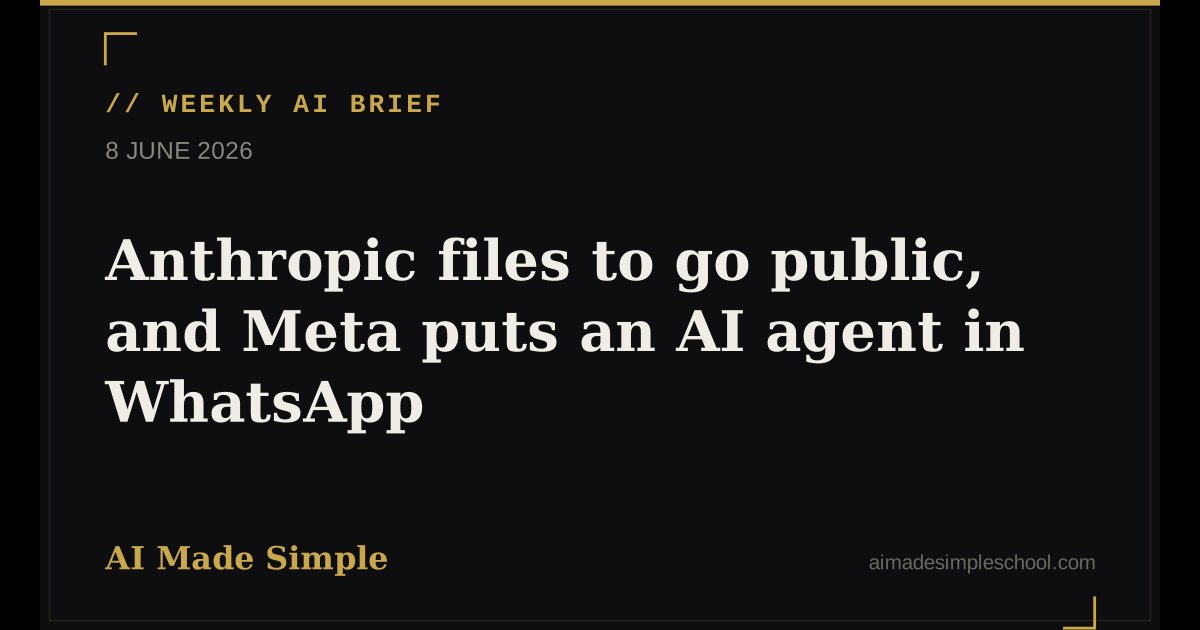 // WEEKLY AI BRIEF
8 JUNE 2026
Anthropic files to go public,
and Meta puts an AI agent in
WhatsApp
AI Made Simple
aimadesimpleschool.com